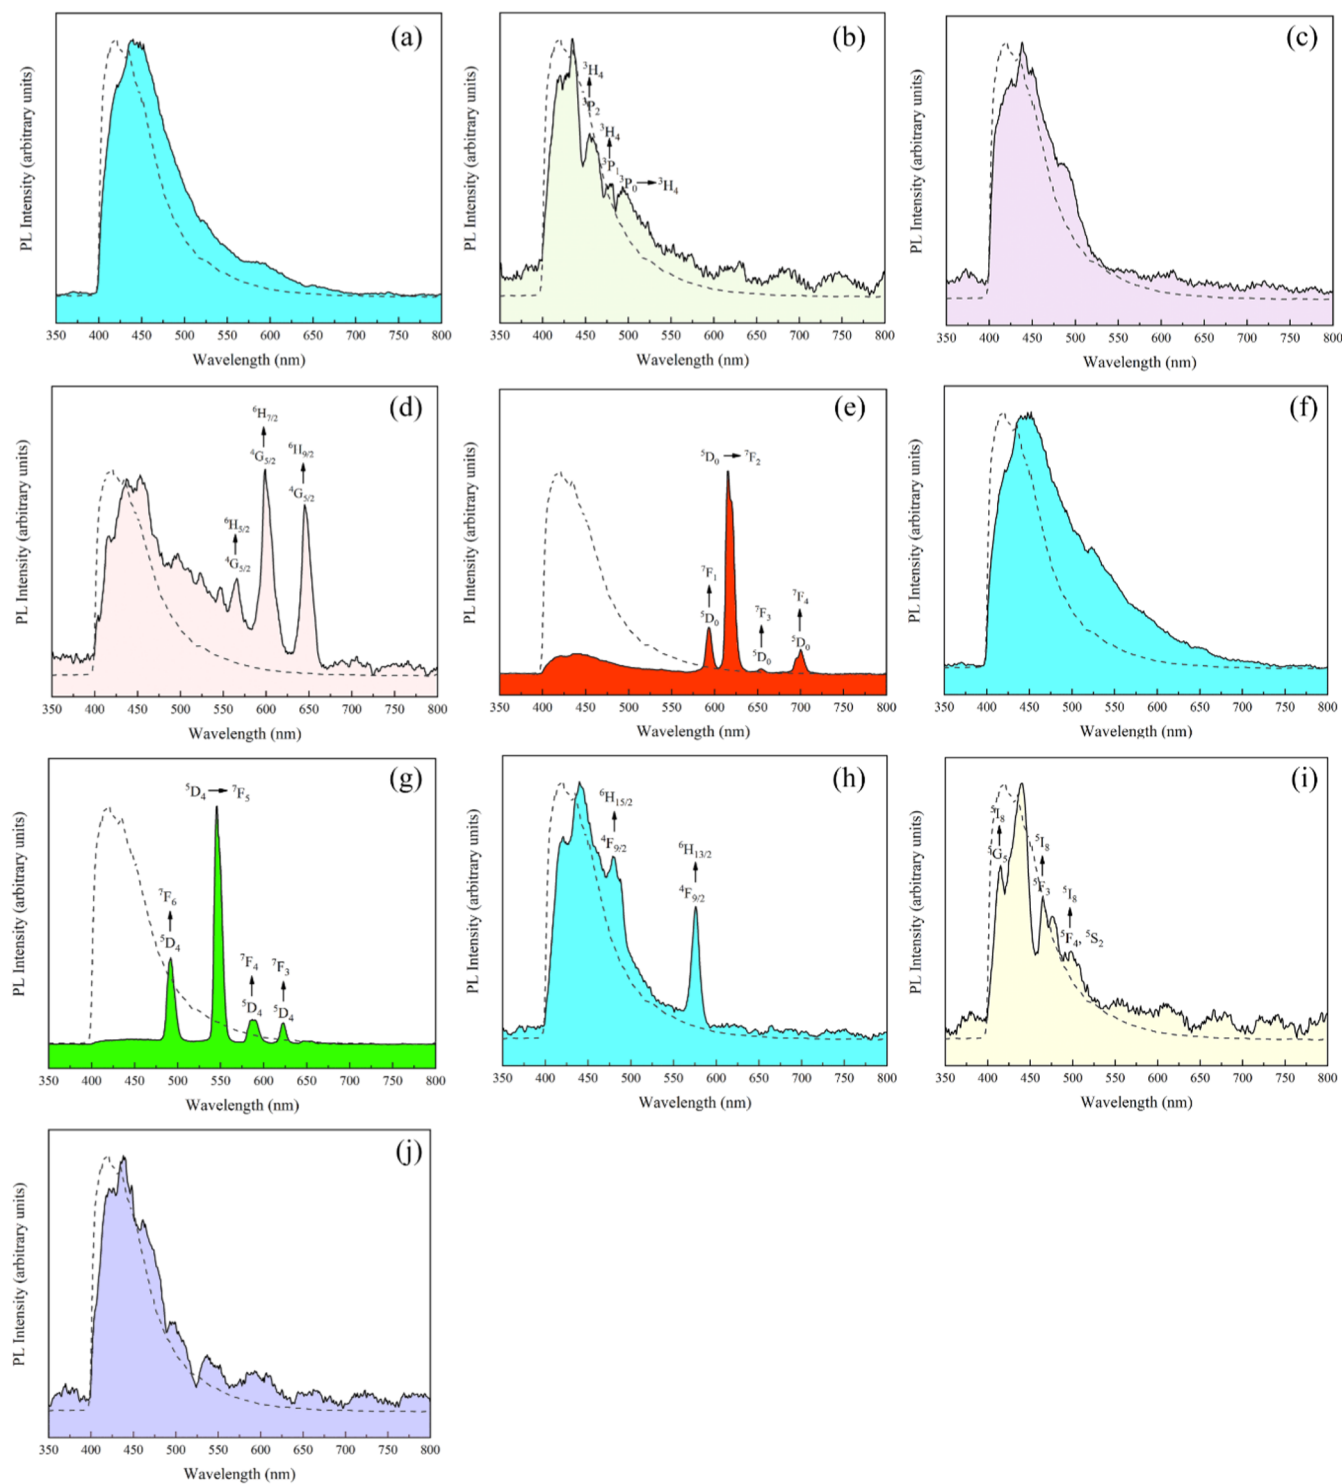 (a)
PL Intensity (arbitrary units)
350 400 450 500 550 600 650 700 750 800
Wavelength (nm)
(b)
³H₄
³P₂
³H₄
³P₁
³P₀ → ³H₄
PL Intensity (arbitrary units)
350 400 450 500 550 600 650 700 750 800
Wavelength (nm)
(c)
PL Intensity (arbitrary units)
350 400 450 500 550 600 650 700 750 800
Wavelength (nm)
(d)
⁶H₇/₂
⁴G₅/₂
⁶H₉/₂
⁴G₅/₂
⁶H₅/₂
⁴G₅/₂
PL Intensity (arbitrary units)
350 400 450 500 550 600 650 700 750 800
Wavelength (nm)
(e)
⁵D₀ → ⁷F₂
⁷F₁
⁵D₀
⁷F₃
⁵D₀
⁷F₄
⁵D₀
PL Intensity (arbitrary units)
350 400 450 500 550 600 650 700 750 800
Wavelength (nm)
(f)
PL Intensity (arbitrary units)
350 400 450 500 550 600 650 700 750 800
Wavelength (nm)
(g)
⁵D₄ → ⁷F₅
⁷F₆
⁵D₄
⁷F₄
⁵D₄
⁷F₃
⁵D₄
PL Intensity (arbitrary units)
350 400 450 500 550 600 650 700 750 800
Wavelength (nm)
(h)
⁶H₁₅/₂
⁴F₉/₂
⁶H₁₃/₂
⁴F₉/₂
PL Intensity (arbitrary units)
350 400 450 500 550 600 650 700 750 800
Wavelength (nm)
(i)
⁵I₈
⁵G₅
⁵I₈
⁵F₃
⁵I₈
⁵F₄, ⁵S₂
PL Intensity (arbitrary units)
350 400 450 500 550 600 650 700 750 800
Wavelength (nm)
(j)
PL Intensity (arbitrary units)
350 400 450 500 550 600 650 700 750 800
Wavelength (nm)